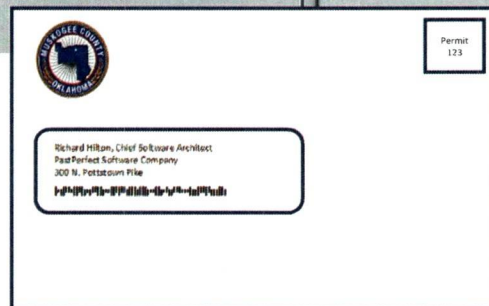 MUSKOGEE COUNTY
OKLAHOMA
Permit
123
Richard Hilton, Chief Software Architect
PastPerfect Software Company
300 N. Pottstown Pike